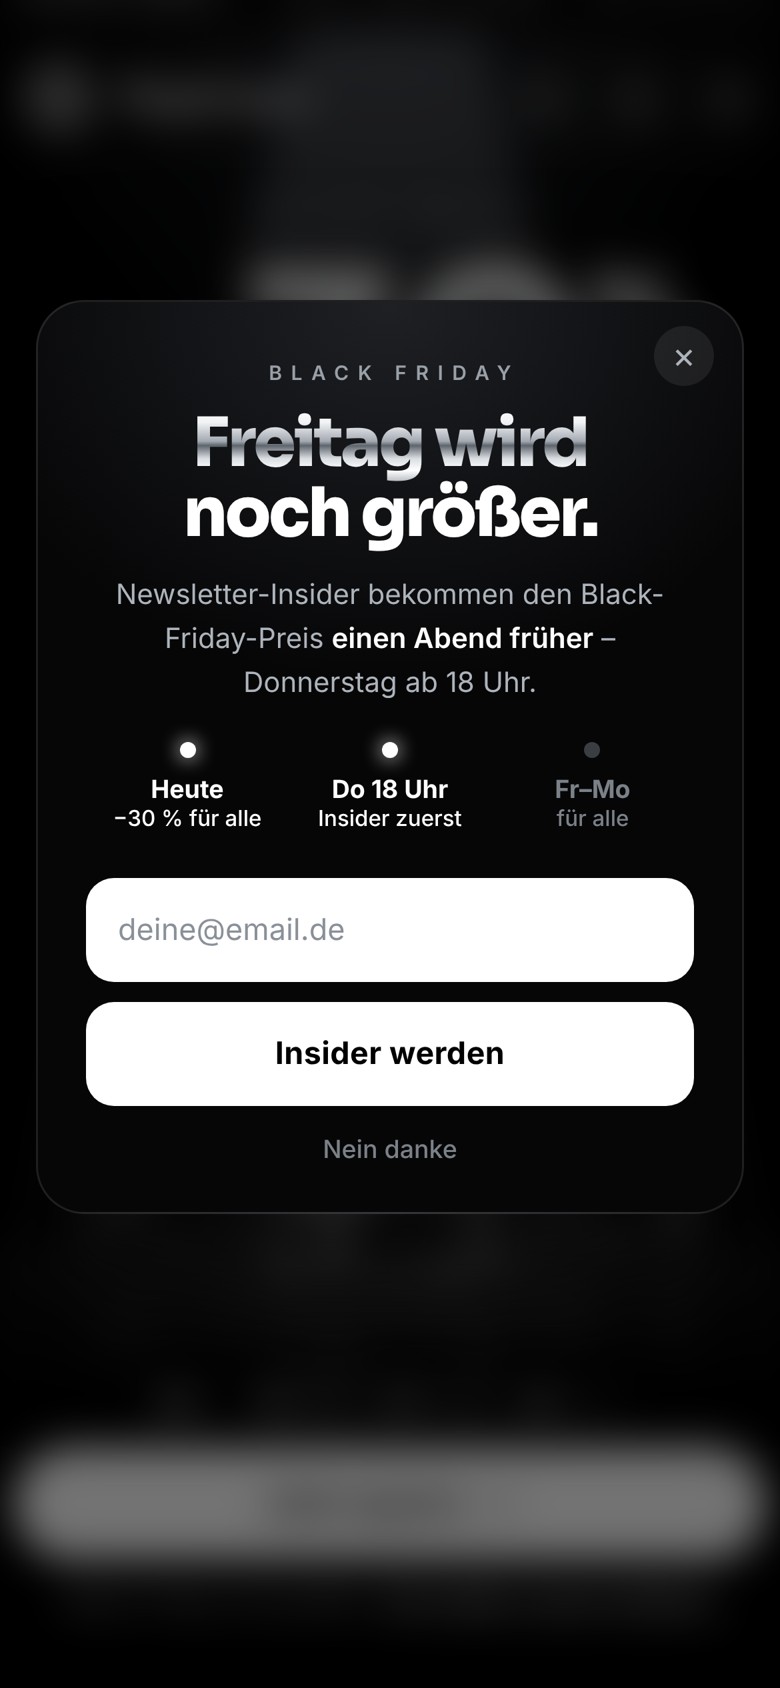 BLACK FRIDAY
Freitag wird
noch größer.
Newsletter-Insider bekommen den Black-
Friday-Preis einen Abend früher –
Donnerstag ab 18 Uhr.
Heute
−30 % für alle
Do 18 Uhr
Insider zuerst
Fr–Mo
für alle
deine@email.de
Insider werden
Nein danke